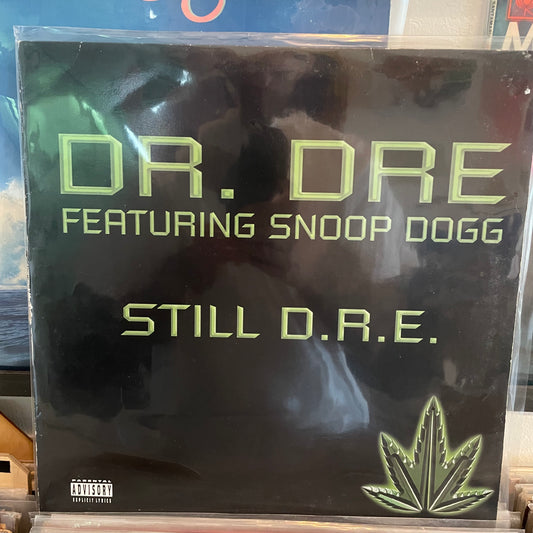 DR. DRE
FEATURING SNOOP DOGG
STILL D.R.E.
PARENTAL
ADVISORY
EXPLICIT LYRICS